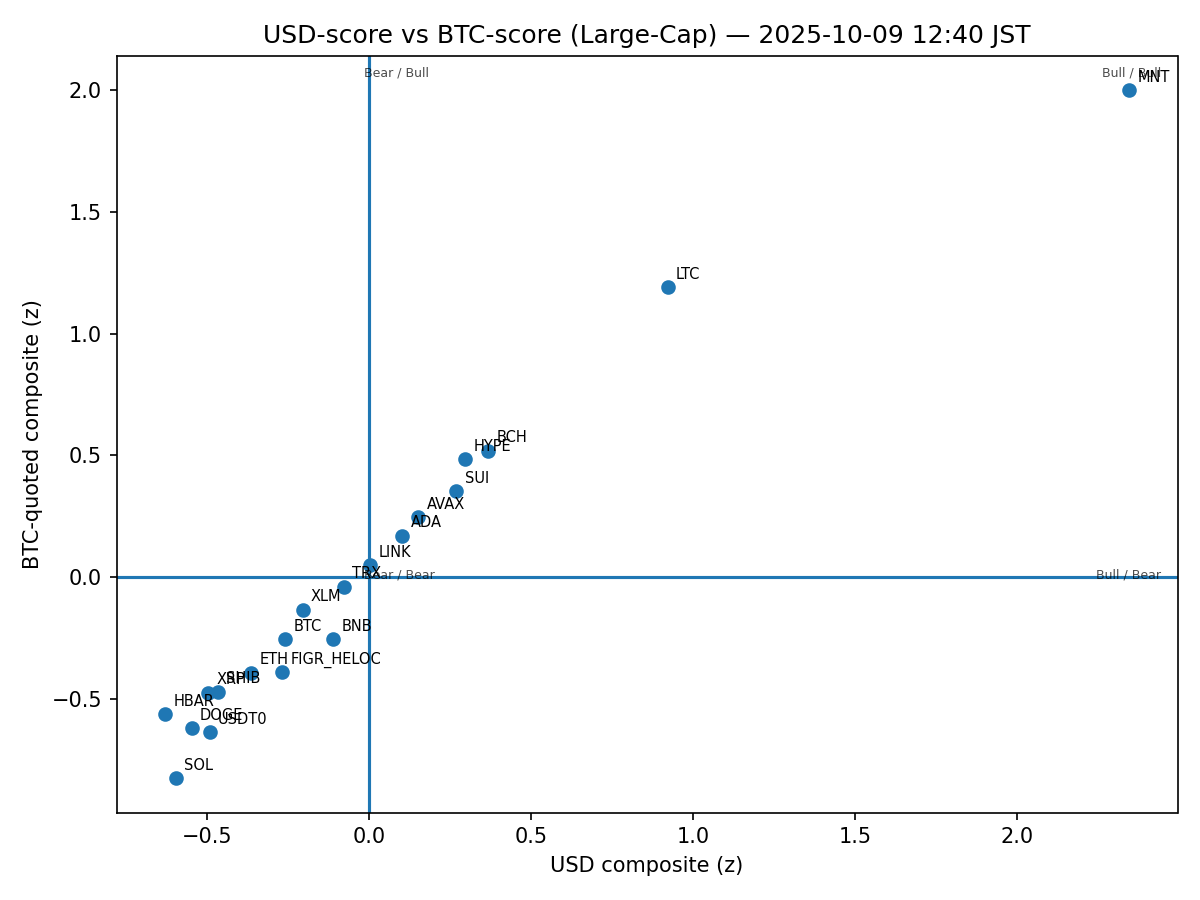 USD-score vs BTC-score (Large-Cap) — 2025-10-09 12:40 JST
Bear / Bull
Bull / Bull
MNT
LTC
BCH
HYPE
SUI
AVAX
ADA
LINK
TRX
Bear / Bear
Bull / Bear
XLM
BTC
BNB
ETH
FIGR_HELOC
XRP
SHIB
HBAR
DOGE
USDT0
SOL
2.0
1.5
1.0
0.5
0.0
−0.5
BTC-quoted composite (z)
−0.5
0.0
0.5
1.0
1.5
2.0
USD composite (z)